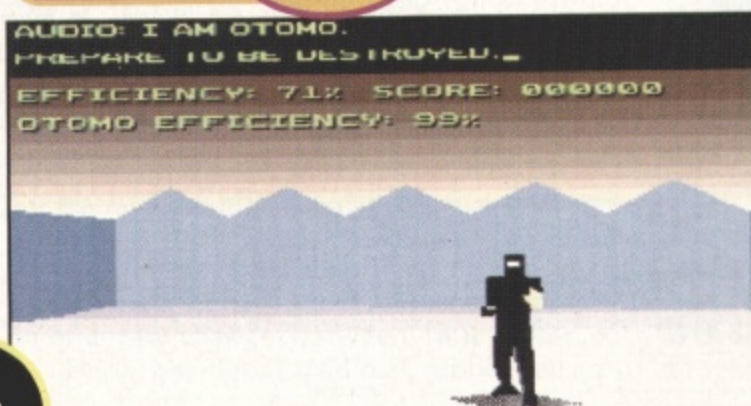 AUDIO: I AM OTOMO.
PREPARE TO BE DESTROYED.
EFFICIENCY: 71% SCORE: 000000
OTOMO EFFICIENCY: 99%